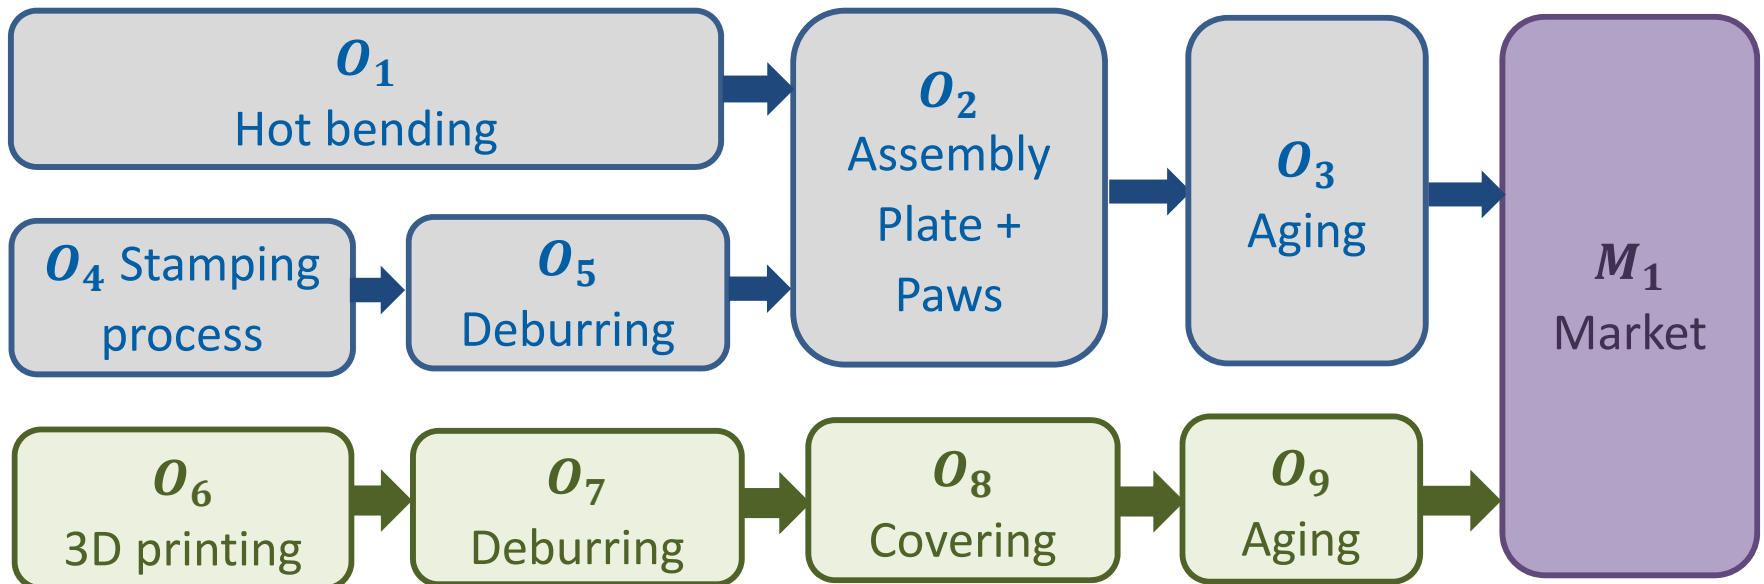 O₁
Hot bending
O₂
Assembly
Plate +
Paws
O₃
Aging
O₄ Stamping
process
O₅
Deburring
M₁
Market
O₆
3D printing
O₇
Deburring
O₈
Covering
O₉
Aging